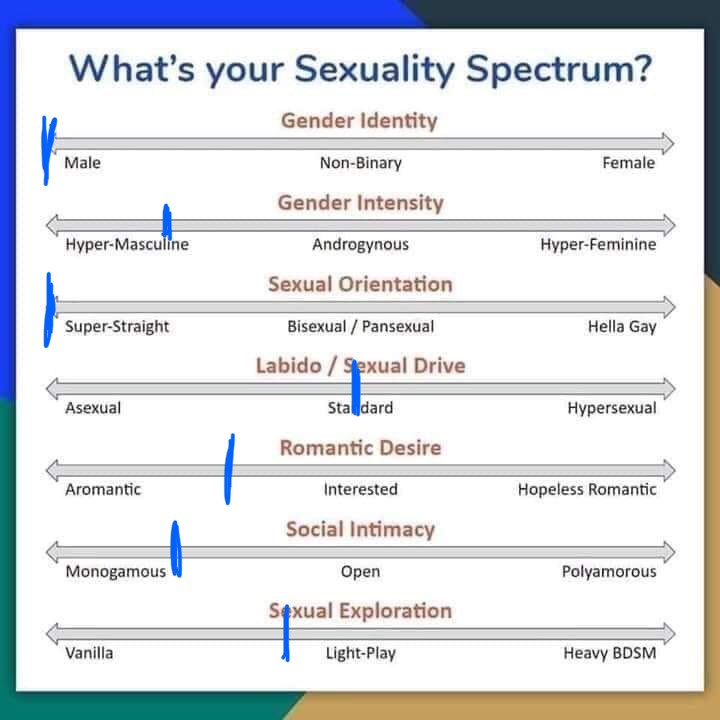 What's your Sexuality Spectrum?
Gender Identity
Male Non-Binary Female
Gender Intensity
Hyper-Masculine Androgynous Hyper-Feminine
Sexual Orientation
Super-Straight Bisexual / Pansexual Hella Gay
Labido / Sexual Drive
Asexual Standard Hypersexual
Romantic Desire
Aromantic Interested Hopeless Romantic
Social Intimacy
Monogamous Open Polyamorous
Sexual Exploration
Vanilla Light-Play Heavy BDSM